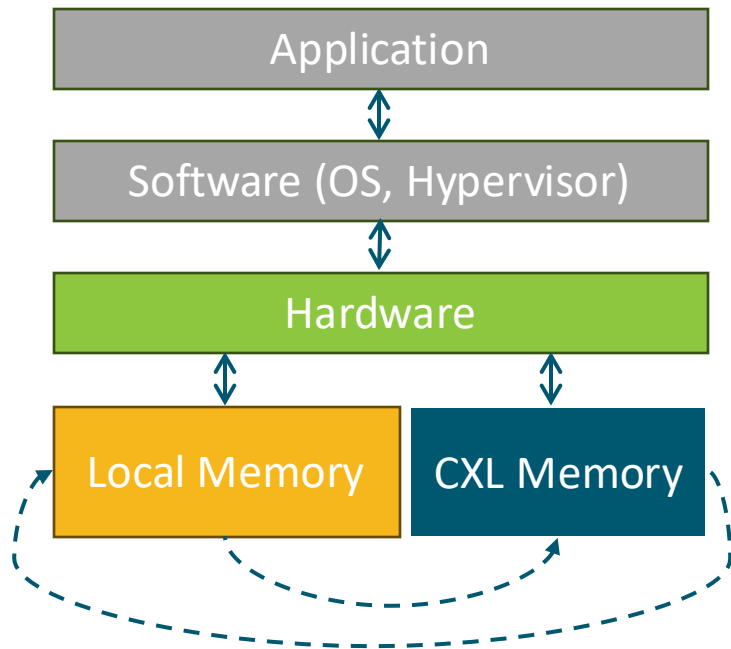 Application
Software (OS, Hypervisor)
Hardware
Local Memory
CXL Memory